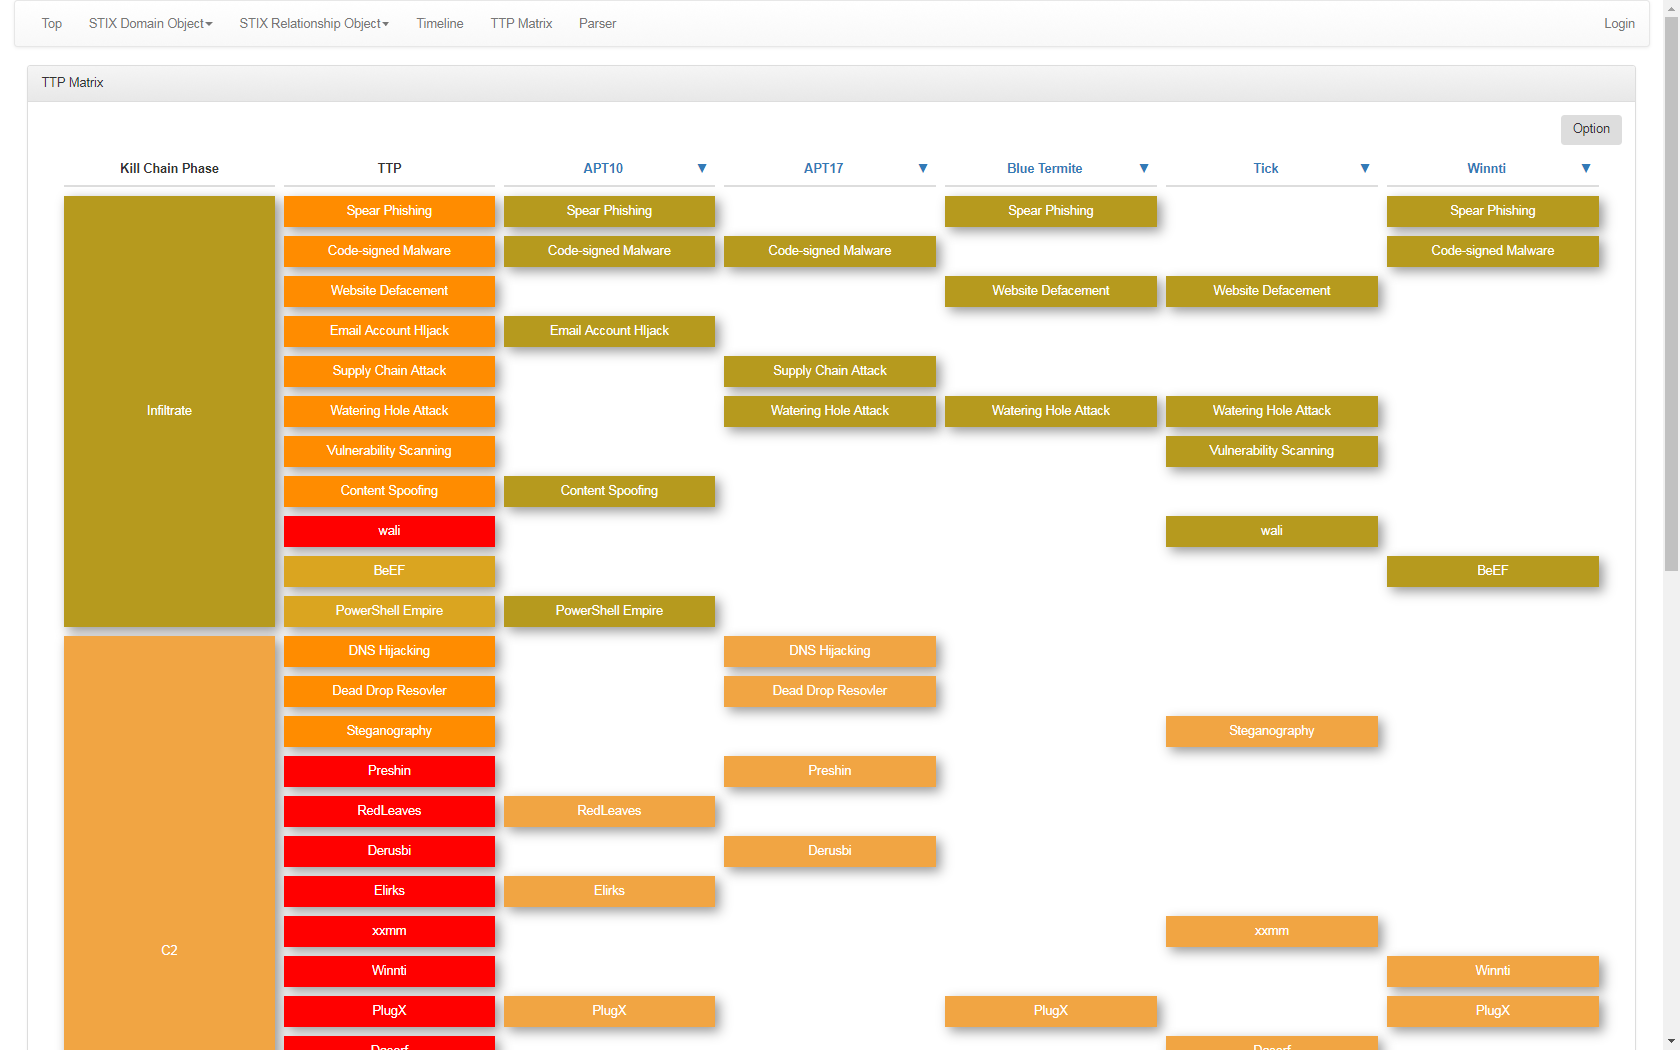 Top STIX Domain Object STIX Relationship Object Timeline TTP Matrix Parser Login
TTP Matrix
Option
Kill Chain Phase TTP APT10 ▼ APT17 ▼ Blue Termite ▼ Tick ▼ Winnti ▼
Spear Phishing Spear Phishing Spear Phishing Spear Phishing
Code-signed Malware Code-signed Malware Code-signed Malware Code-signed Malware
Website Defacement Website Defacement Website Defacement
Email Account HIjack Email Account HIjack
Supply Chain Attack Supply Chain Attack
Infiltrate Watering Hole Attack Watering Hole Attack Watering Hole Attack Watering Hole Attack
Vulnerability Scanning Vulnerability Scanning
Content Spoofing Content Spoofing
wali wali
BeEF BeEF
PowerShell Empire PowerShell Empire
DNS Hijacking DNS Hijacking
Dead Drop Resovler Dead Drop Resovler
Steganography Steganography
Preshin Preshin
RedLeaves RedLeaves
Derusbi Derusbi
Elirks Elirks
xxmm xxmm
C2 Winnti Winnti
PlugX PlugX PlugX PlugX